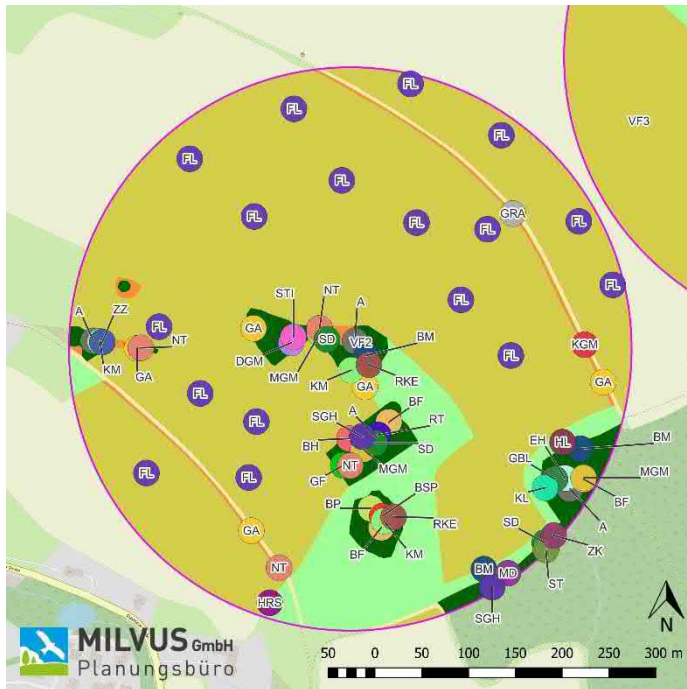 FL
FL
FL
FL
VF3
FL
FL
GRA
FL
FL
FL
FL
FL
STI
NT
A
A
ZZ
FL
GA
SD
VF2
BM
KGM
NT
DGM
FL
KM
GA
MGM
KM
RKE
GA
GA
FL
A
BF
SGH
RT
FL
BH
SD
EH
HL
BM
GF
NT
MGM
GBL
MGM
FL
FL
KL
BF
BSP
A
BP
RKE
SD
GA
BF
KM
ZK
ST
NT
BM
MD
HRS
SGH
N
MILVUS GmbH
Planungsbüro
50 0 50 100 150 200 250 300 m